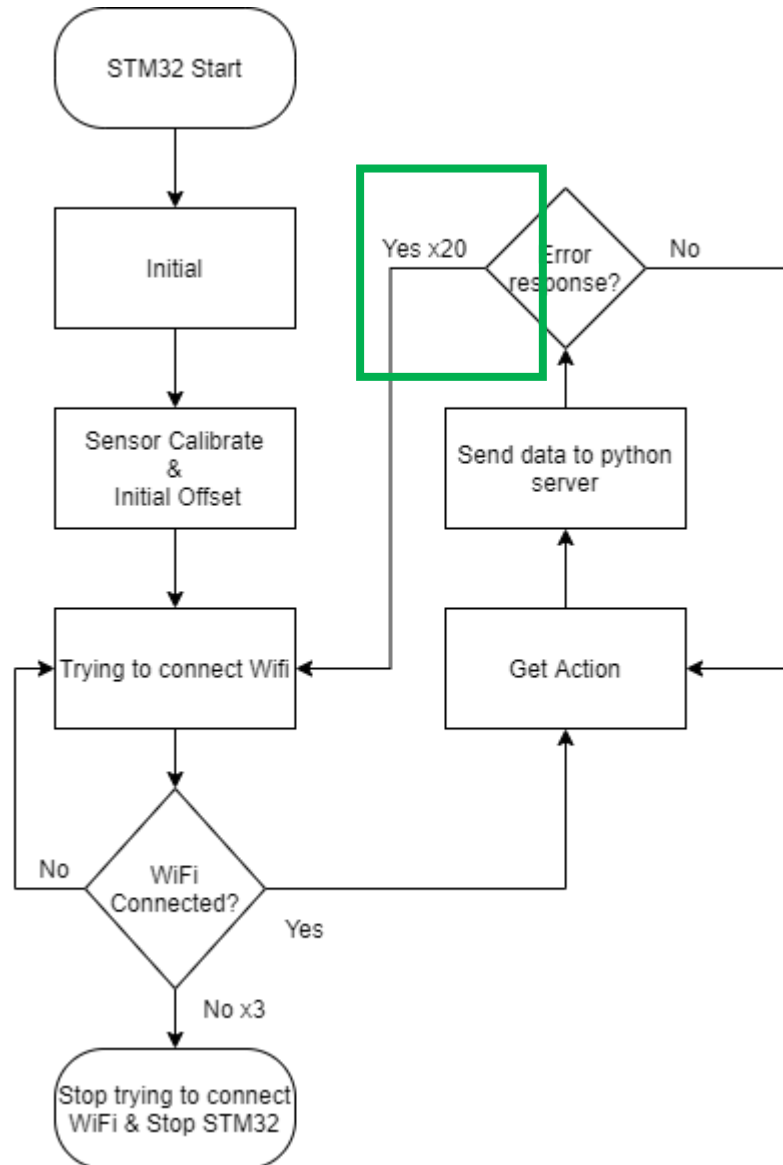 STM32 Start
Initial
Sensor Calibrate
&
Initial Offset
Trying to connect Wifi
No
WiFi
Connected?
Yes
No x3
Stop trying to connect
WiFi & Stop STM32
Yes x20
Error
response?
No
Send data to python
server
Get Action